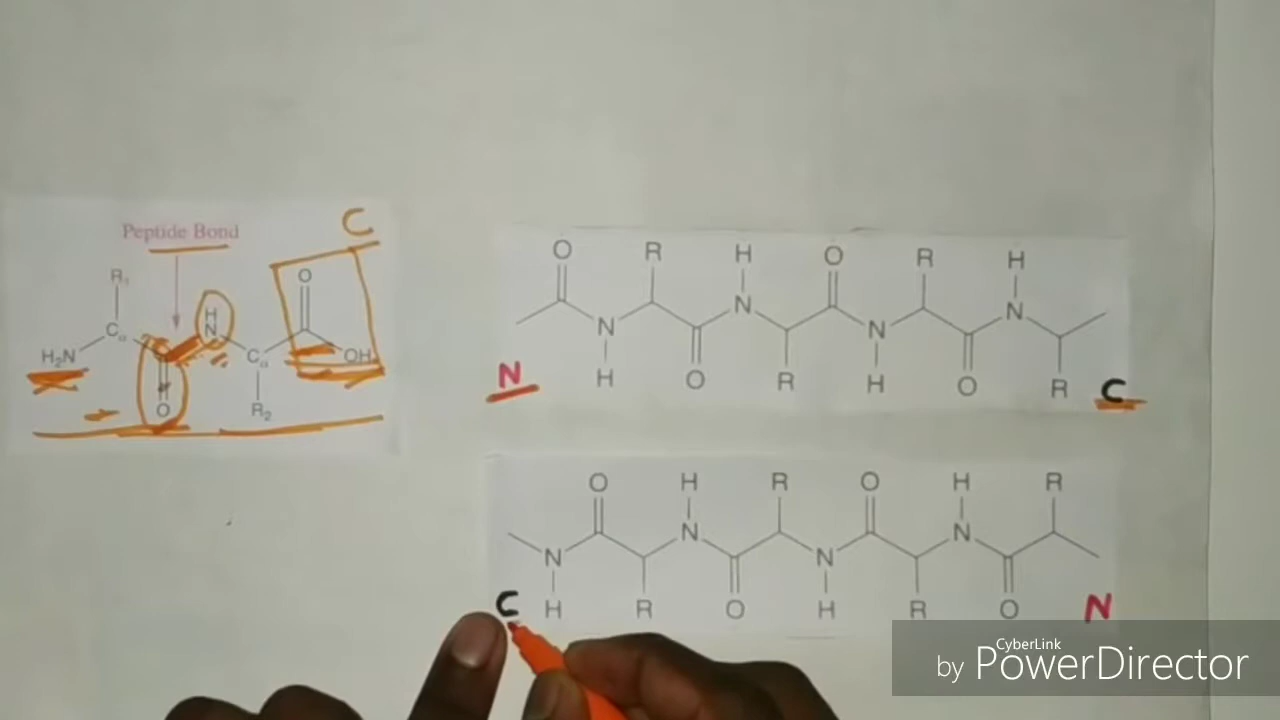 Peptide Bond
C
R₁
O
H
N
H₂N
Cα
Cα
OH
O
R₂
O
R
H
O
R
H
N
N
N
N
H
O
R
H
O
R
N
C
O
H
R
O
H
R
N
N
N
N
H
R
O
H
R
O
C
N
CyberLink
by PowerDirector